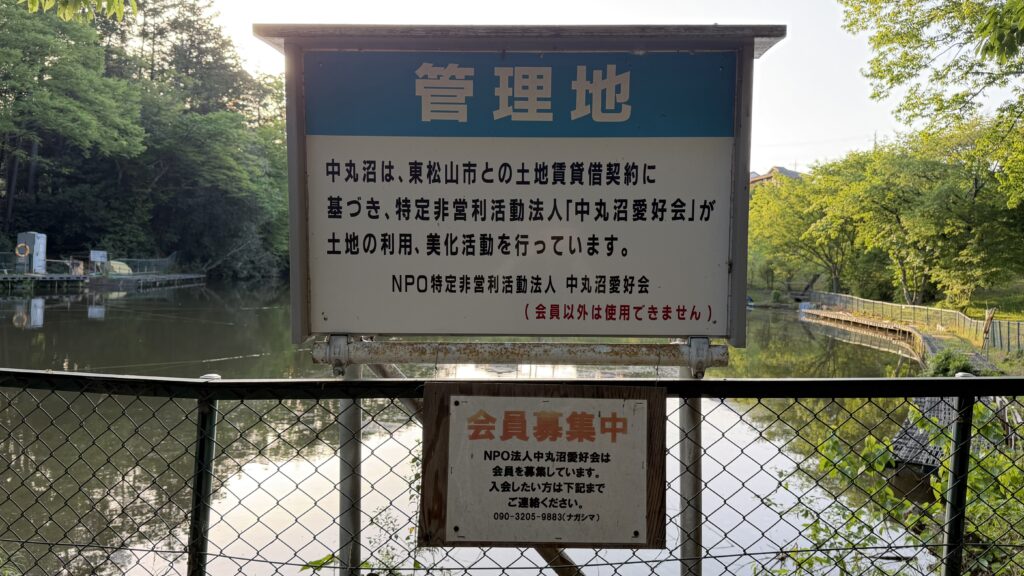 管理地
中丸沼は、東松山市との土地賃貸借契約に
基づき、特定非営利活動法人「中丸沼愛好会」が
土地の利用、美化活動を行っています。
NPO特定非営利活動法人 中丸沼愛好会
(会員以外は使用できません)
会員募集中
NPO法人中丸沼愛好会は
会員を募集しています。
入会したい方は下記まで
ご連絡ください。
090-3205-9883(ナガシマ)